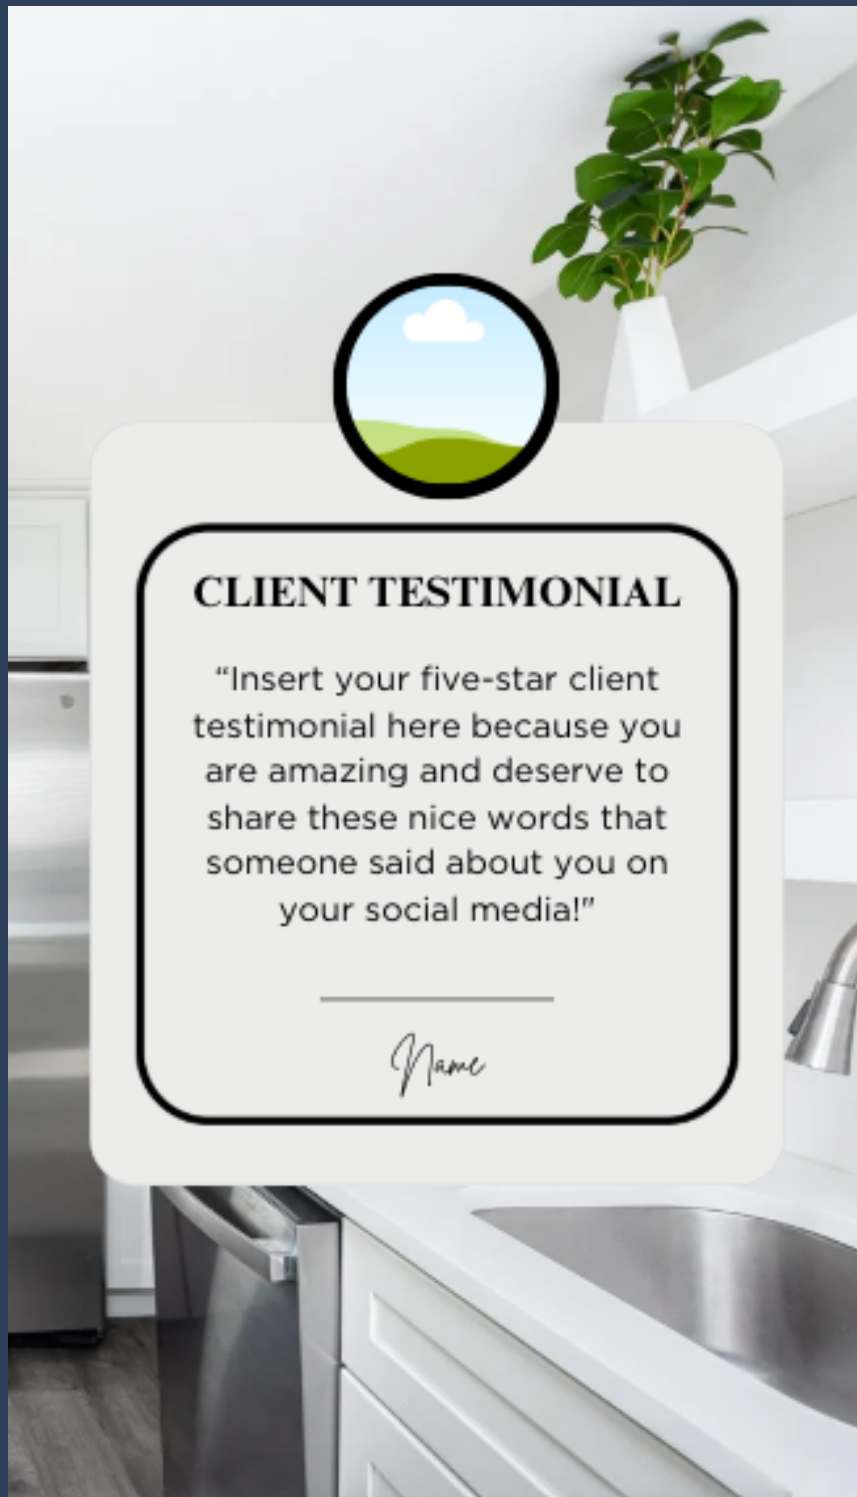 CLIENT TESTIMONIAL
“Insert your five-star client
testimonial here because you
are amazing and deserve to
share these nice words that
someone said about you on
your social media!"
Name